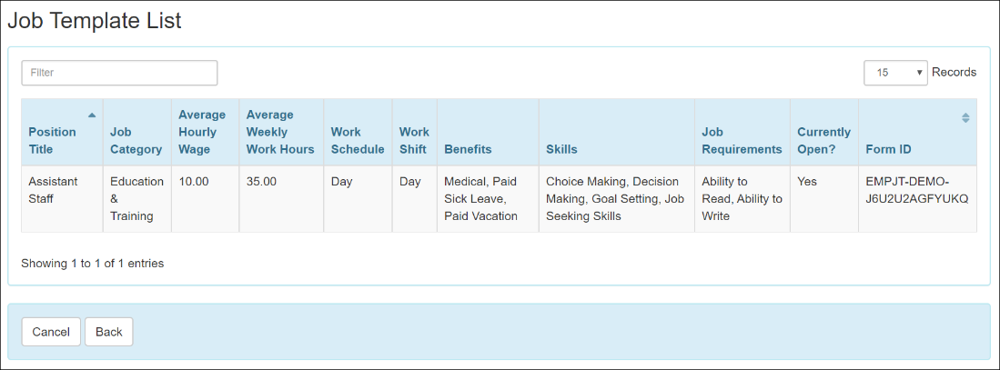 Job Template List
Filter
15 Records
Position Title
Job Category
Average Hourly Wage
Average Weekly Work Hours
Work Schedule
Work Shift
Benefits
Skills
Job Requirements
Currently Open?
Form ID
Assistant Staff
Education & Training
10.00
35.00
Day
Day
Medical, Paid Sick Leave, Paid Vacation
Choice Making, Decision Making, Goal Setting, Job Seeking Skills
Ability to Read, Ability to Write
Yes
EMPJT-DEMO-J6U2U2AGFYUKQ
Showing 1 to 1 of 1 entries
Cancel Back